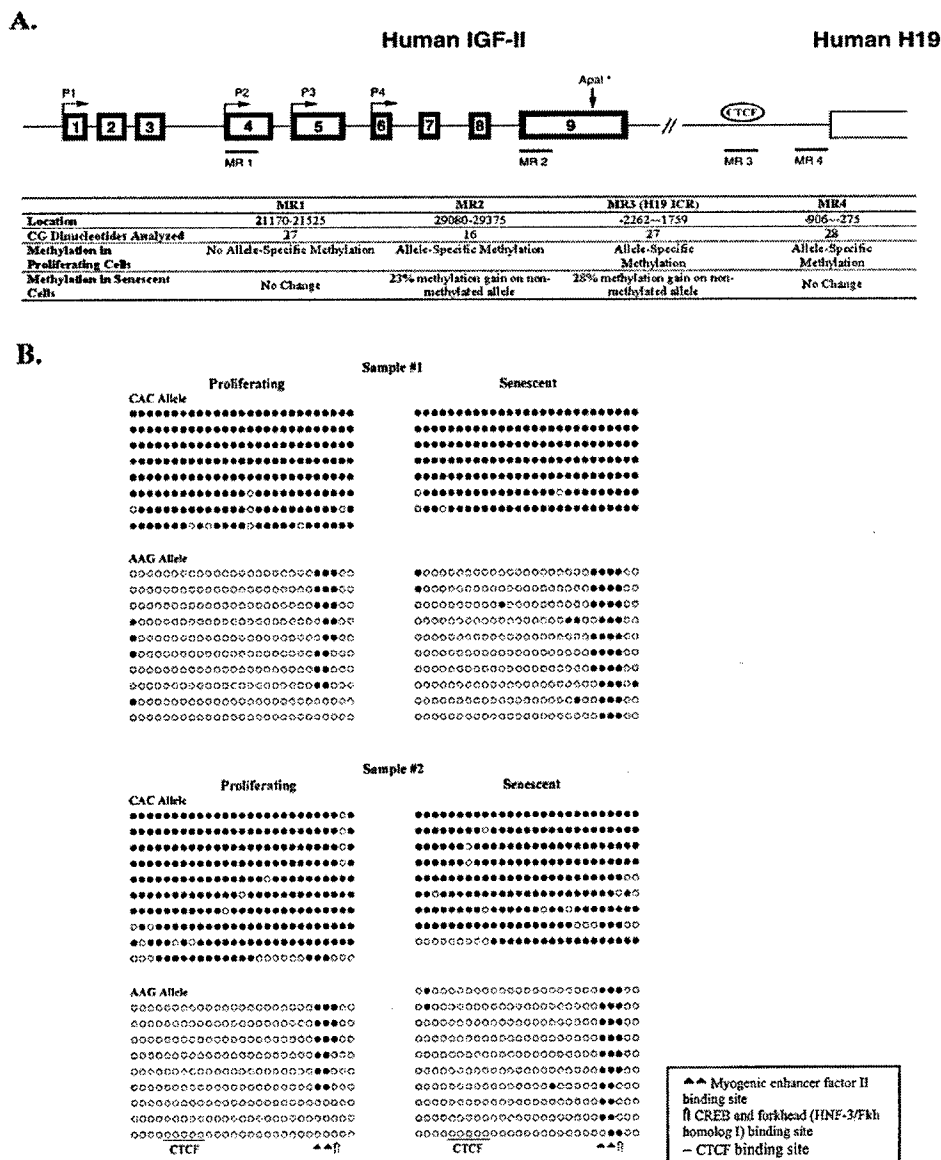 A.
Human IGF-II Human H19
P1 P2 P3 P4 ApaI *
1 2 3 4 5 6 7 8 9 // CTCF
MR 1 MR 2 MR 3 MR 4
MR1 MR2 MR3 (H19 ICR) MR4
Location 21170-21525 29080-29375 -2262--1759 -906--275
CG Dinucleotides Analyzed 27 16 27 28
Methylation in Proliferating Cells No Allele-Specific Methylation Allele-Specific Methylation Allele-Specific Methylation Allele-Specific Methylation
Methylation in Senescent Cells No Change 23% methylation gain on non-methylated allele 28% methylation gain on non-methylated allele No Change
B.
Sample #1
Proliferating Senescent
CAC Allele
AAG Allele
Sample #2
Proliferating Senescent
CAC Allele
AAG Allele
CTCF CTCF
Myogenic enhancer factor II
binding site
CREB and forkhead (HNF-3/Fkh
homolog I) binding site
– CTCF binding site